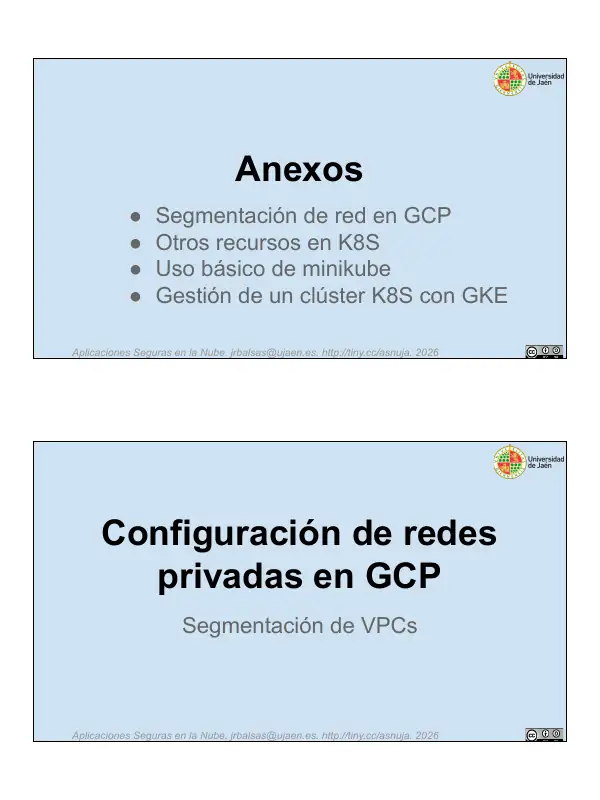 Universidad
de Jaén
Anexos
● Segmentación de red en GCP
● Otros recursos en K8S
● Uso básico de minikube
● Gestión de un clúster K8S con GKE
Aplicaciones Seguras en la Nube. jrbalsas@ujaen.es. http://tiny.cc/asnuja. 2026
Universidad
de Jaén
Configuración de redes
privadas en GCP
Segmentación de VPCs
Aplicaciones Seguras en la Nube. jrbalsas@ujaen.es. http://tiny.cc/asnuja. 2026